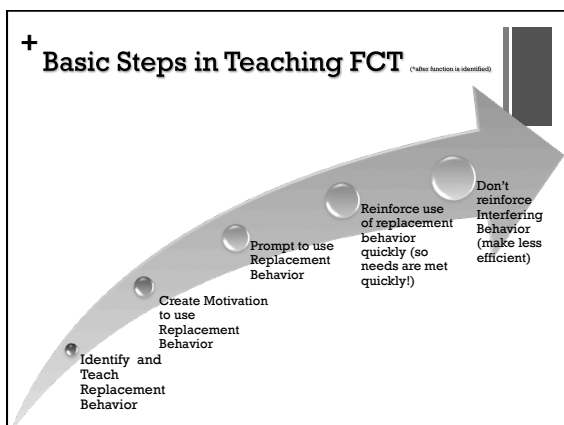 +
Basic Steps in Teaching FCT (*after function is identified)
Identify and
Teach
Replacement
Behavior
Create Motivation
to use
Replacement
Behavior
Prompt to use
Replacement
Behavior
Reinforce use
of replacement
behavior
quickly (so
needs are met
quickly!)
Don't
reinforce
Interfering
Behavior
(make less
efficient)